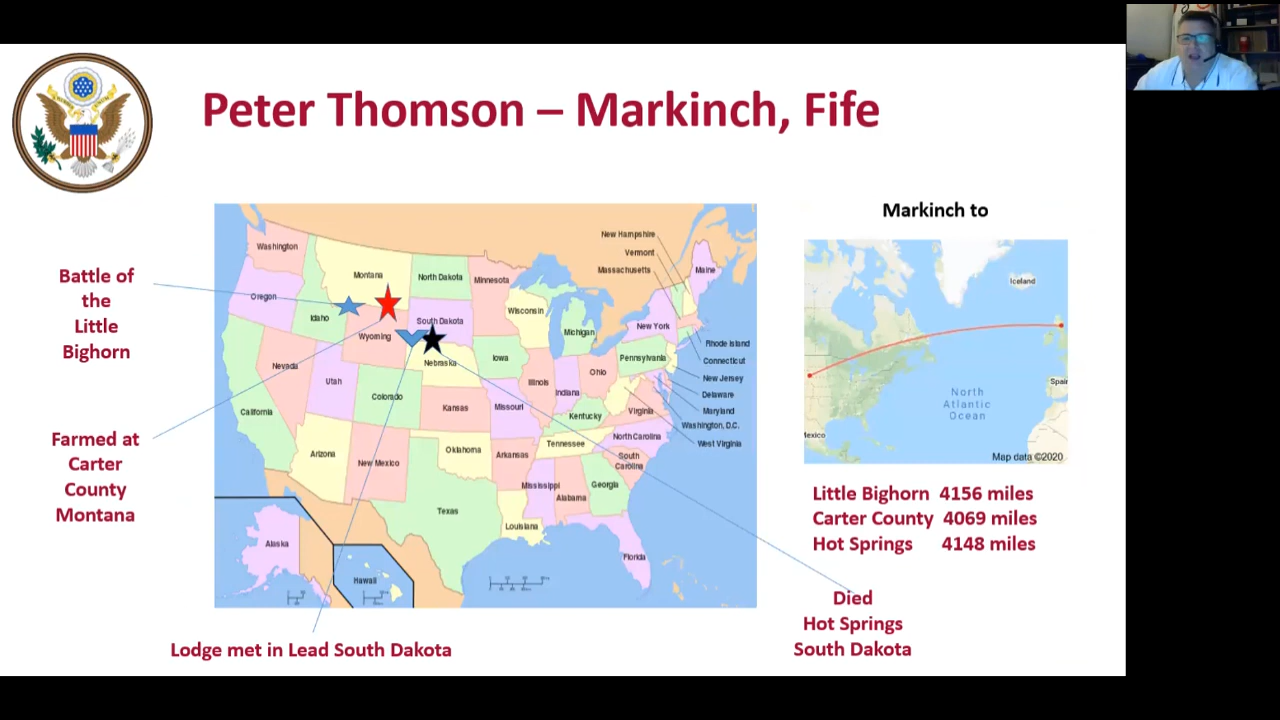 Peter Thomson – Markinch, Fife
Battle of
the
Little
Bighorn
Farmed at
Carter
County
Montana
Washington
Montana
North Dakota
Minnesota
New Hampshire
Vermont
Massachusetts
Maine
Oregon
Idaho
Wyoming
South Dakota
Wisconsin
Michigan
New York
Rhode Island
Connecticut
New Jersey
Delaware
Maryland
Washington, D.C.
West Virginia
Nevada
Utah
Colorado
Nebraska
Iowa
Illinois
Indiana
Ohio
Pennsylvania
California
Kansas
Missouri
Kentucky
Virginia
Arizona
New Mexico
Oklahoma
Arkansas
Tennessee
North Carolina
South
Carolina
Texas
Louisiana
Mississippi
Alabama
Georgia
Florida
Alaska
Hawaii
Lodge met in Lead South Dakota
Markinch to
Iceland
North
Atlantic
Ocean
Spain
Mexico
Map data ©2020
Little Bighorn 4156 miles
Carter County 4069 miles
Hot Springs 4148 miles
Died
Hot Springs
South Dakota